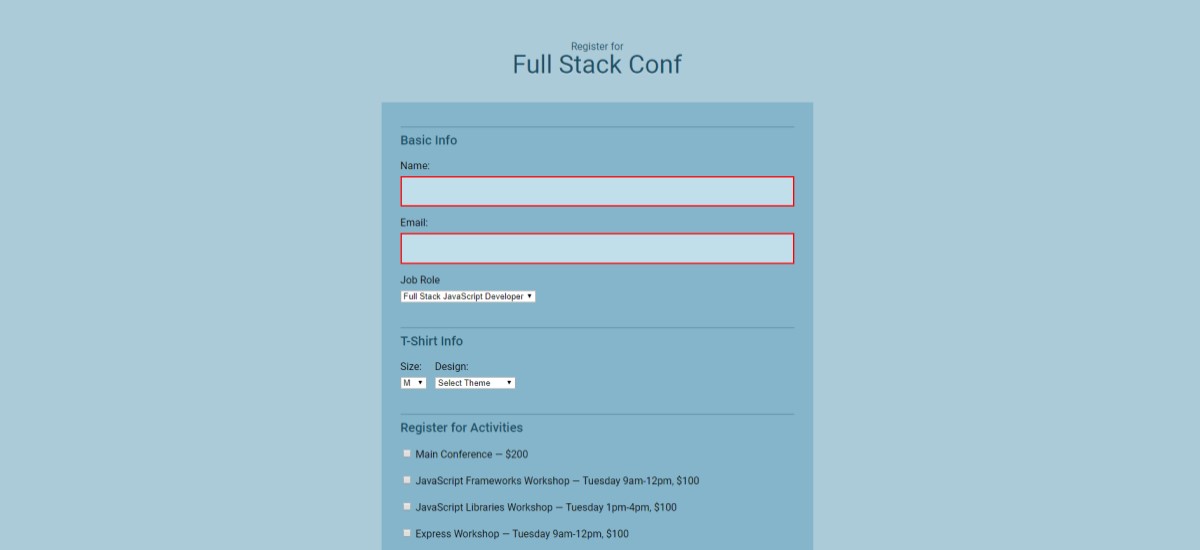 Register for
Full Stack Conf
Basic Info
Name:
Email:
Job Role
Full Stack JavaScript Developer
T-Shirt Info
Size: Design:
M Select Theme
Register for Activities
Main Conference — $200
JavaScript Frameworks Workshop — Tuesday 9am-12pm, $100
JavaScript Libraries Workshop — Tuesday 1pm-4pm, $100
Express Workshop — Tuesday 9am-12pm, $100